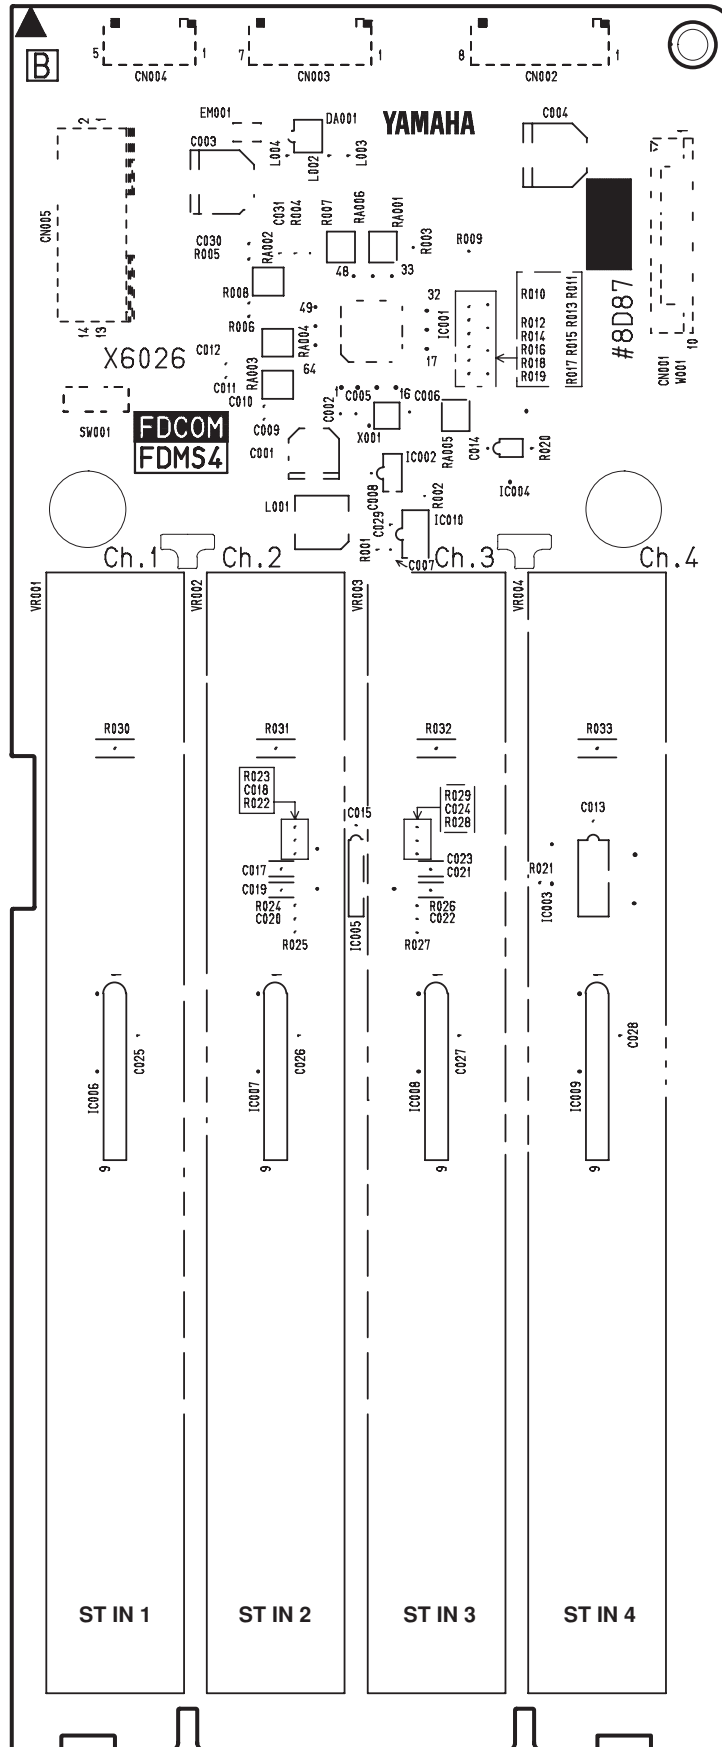 B
5 1
CN004
7 1
CN003
8 1
CN002
EM001
DA001
YAMAHA
C004
C003
L004
L002
L003
2 1
CN005
14 13
C031
R004
R007
RA006
RA001
R003
R009
C030
R005
RA002
48
33
R008
49
32
IC001
R010
R011
R012
R013
R014
R015
R016
R018
R017
R019
#8D87
1
10
CN001
W001
R006
RA004
64
17
X6026
C012
C011
RA003
C010
C009
C002
1
C005
16
C006
X001
RA005
C014
R020
SW001
FDCOM
FDMS4
C001
IC002
C008
R002
IC004
L001
C029
IC010
R001
C007
Ch.1
Ch.2
Ch.3
Ch.4
VR001
VR002
VR003
VR004
R030
R031
R032
R033
R023
C018
R022
R029
C024
R028
C015
C013
C017
C019
R024
C020
R025
C023
C021
R026
C022
R027
IC005
R021
IC003
1
1
1
1
IC006
C025
IC007
C026
IC008
C027
IC009
C028
9
9
9
9
ST IN 1
ST IN 2
ST IN 3
ST IN 4